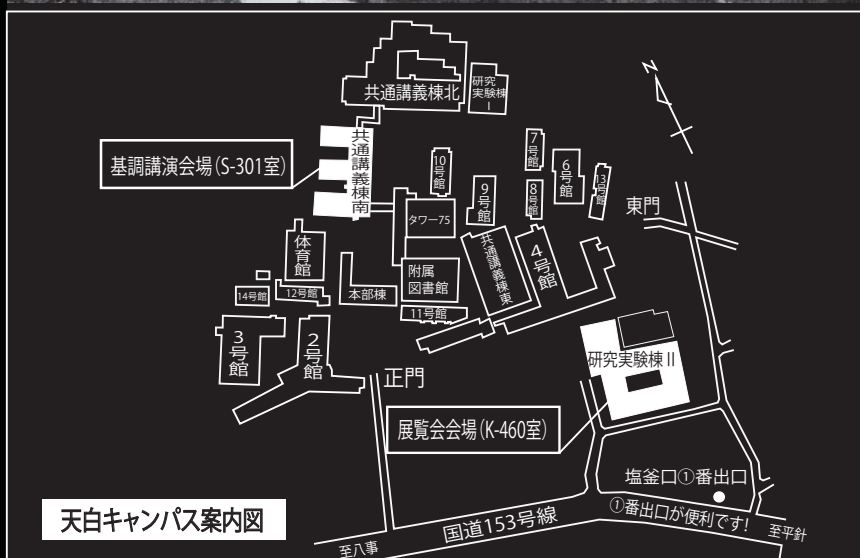 共通講義棟北
研究
実験棟
I
N
基調講演会場(S-301室)
共通講義棟南
10号館
7号館
6号館
13号館
9号館
8号館
東門
タワー75
体育館
共通講義棟東
4号館
附属
図書館
14号館
12号館
本部棟
11号館
3号館
2号館
研究実験棟II
正門
展覧会会場(K-460室)
塩釜口①番出口
①番出口が便利です!
天白キャンパス案内図
国道153号線
至八事
至平針